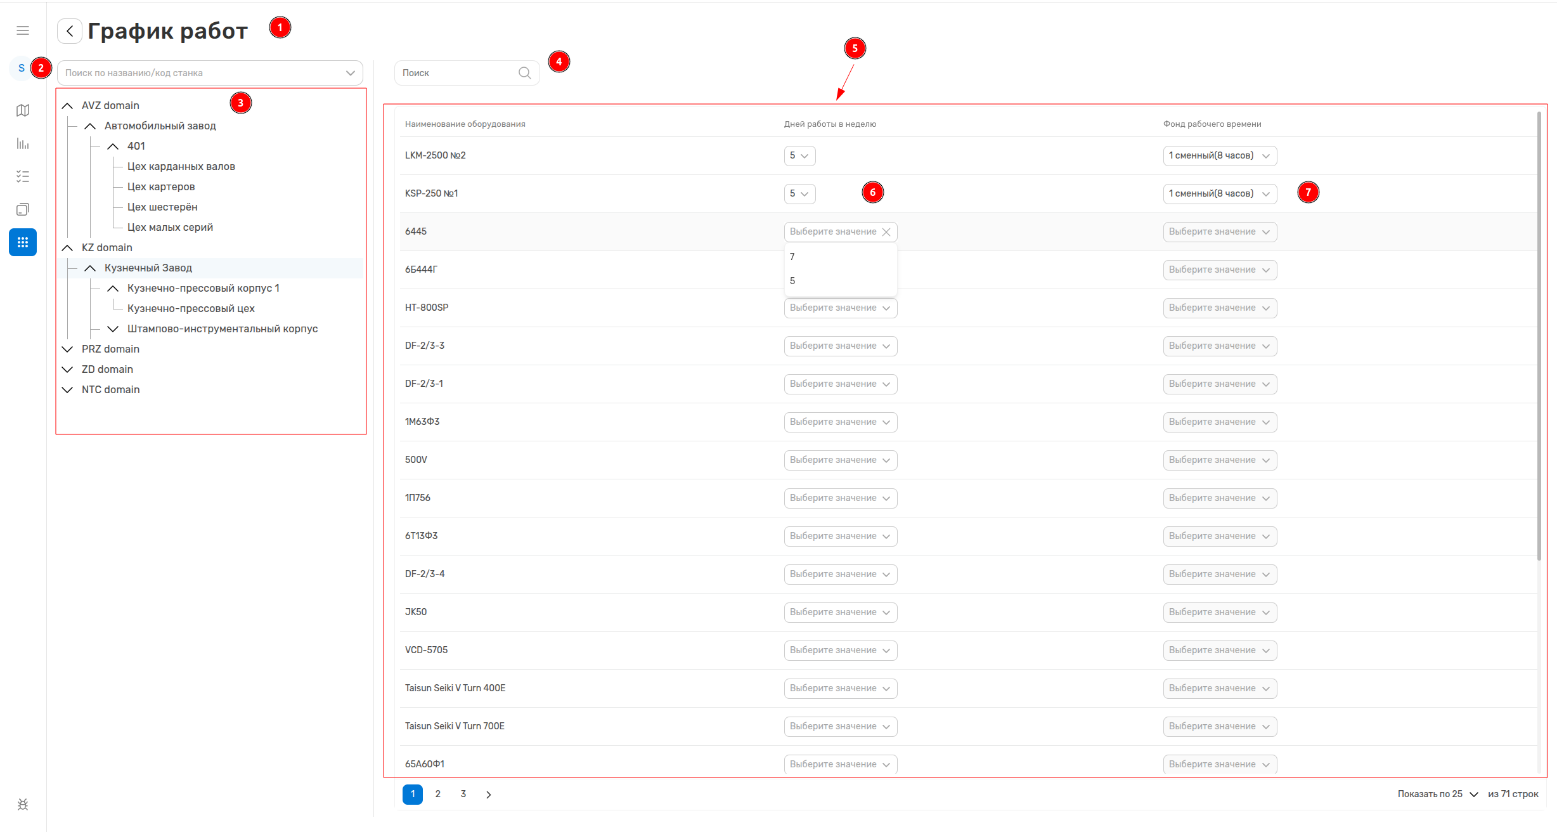 График работ
1
S
2
Поиск по названию/код станка
Поиск
4
5
3
AVZ domain
Автомобильный завод
401
Цех карданных валов
Цех картеров
Цех шестерён
Цех малых серий
KZ domain
Кузнечный Завод
Кузнечно-прессовый корпус 1
Кузнечно-прессовый цех
Штампово-инструментальный корпус
PRZ domain
ZD domain
NTC domain
Наименование оборудования Дней работы в неделю Фонд рабочего времени
LKM-2500 №2 5 1 сменный(8 часов)
KSP-250 №1 5 6 1 сменный(8 часов) 7
6445 Выберите значение Выберите значение
7
6Б444Г Выберите значение
5
HT-800SP Выберите значение Выберите значение
DF-2/3-3 Выберите значение Выберите значение
DF-2/3-1 Выберите значение Выберите значение
1М63Ф3 Выберите значение Выберите значение
500V Выберите значение Выберите значение
1П756 Выберите значение Выберите значение
6Т13Ф3 Выберите значение Выберите значение
DF-2/3-4 Выберите значение Выберите значение
JK50 Выберите значение Выберите значение
VCD-5705 Выберите значение Выберите значение
Taisun Seiki V Turn 400E Выберите значение Выберите значение
Taisun Seiki V Turn 700E Выберите значение Выберите значение
65А60Ф1 Выберите значение Выберите значение
1 2 3 Показать по 25 из 71 строк